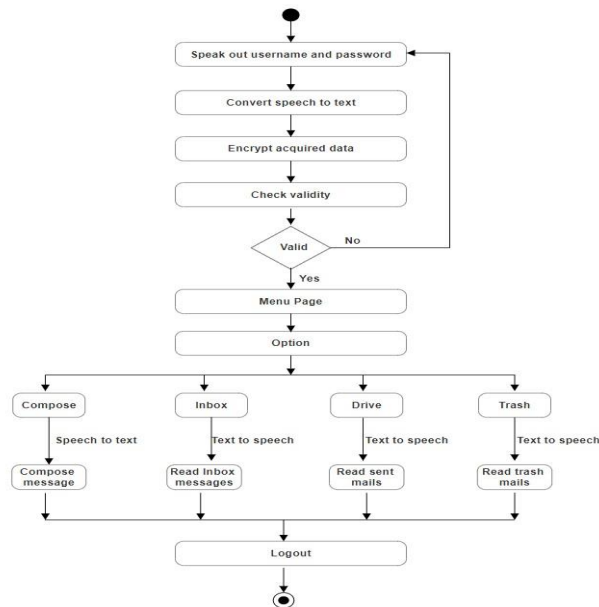 Speak out username and password
Convert speech to text
Encrypt acquired data
Check validity
Valid
No
Yes
Menu Page
Option
Compose
Inbox
Drive
Trash
Speech to text
Text to speech
Text to speech
Text to speech
Compose
message
Read Inbox
messages
Read sent
mails
Read trash
mails
Logout